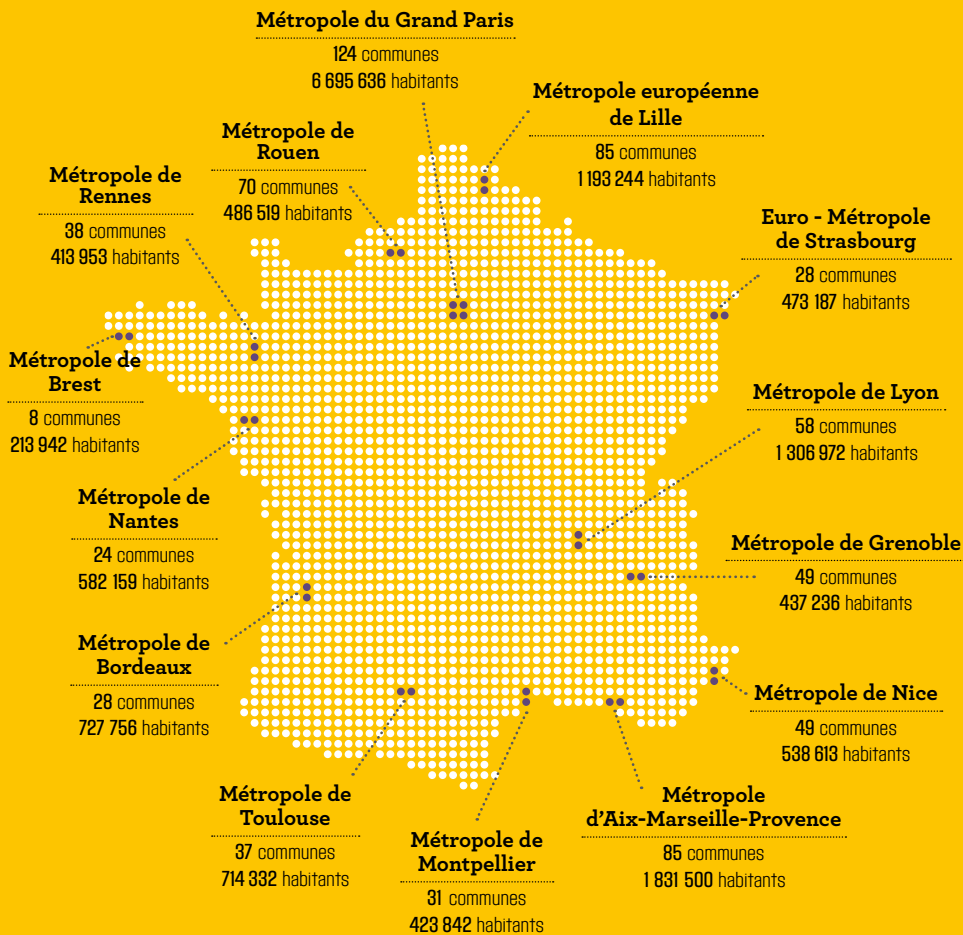 Métropole du Grand Paris
124 communes
6 695 636 habitants
Métropole européenne
de Lille
85 communes
1 193 244 habitants
Métropole de
Rouen
70 communes
486 519 habitants
Métropole de
Rennes
38 communes
413 953 habitants
Euro - Métropole
de Strasbourg
28 communes
473 187 habitants
Métropole de
Brest
8 communes
213 942 habitants
Métropole de Lyon
58 communes
1 306 972 habitants
Métropole de
Nantes
24 communes
582 159 habitants
Métropole de Grenoble
49 communes
437 236 habitants
Métropole de
Bordeaux
28 communes
727 756 habitants
Métropole de Nice
49 communes
538 613 habitants
Métropole de
Toulouse
37 communes
714 332 habitants
Métropole de
Montpellier
31 communes
423 842 habitants
Métropole
d'Aix-Marseille-Provence
85 communes
1 831 500 habitants